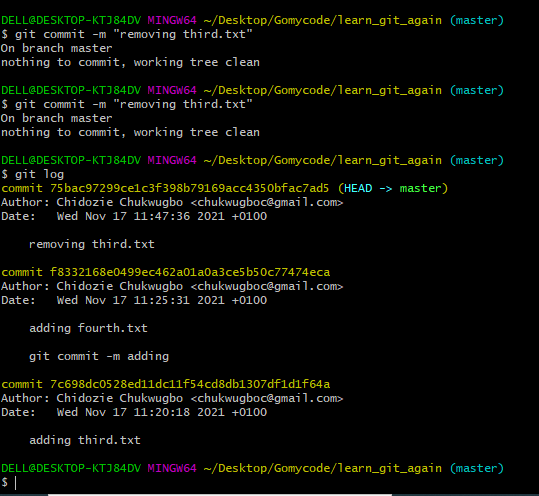 DELL@DESKTOP-KTJ84DV MINGW64 ~/Desktop/Gomycode/learn_git_again (master)
$ git commit -m "removing third.txt"
On branch master
nothing to commit, working tree clean
DELL@DESKTOP-KTJ84DV MINGW64 ~/Desktop/Gomycode/learn_git_again (master)
$ git commit -m "removing third.txt"
On branch master
nothing to commit, working tree clean
DELL@DESKTOP-KTJ84DV MINGW64 ~/Desktop/Gomycode/learn_git_again (master)
$ git log
commit 75bac97299ce1c3f398b79169acc4350bfac7ad5 (HEAD -> master)
Author: Chidozie Chukwugbo <chukwugboc@gmail.com>
Date:   Wed Nov 17 11:47:36 2021 +0100
    removing third.txt
commit f8332168e0499ec462a01a0a3ce5b50c77474eca
Author: Chidozie Chukwugbo <chukwugboc@gmail.com>
Date:   Wed Nov 17 11:25:31 2021 +0100
    adding fourth.txt
    git commit -m adding
commit 7c698dc0528ed11dc11f54cd8db1307df1d1f64a
Author: Chidozie Chukwugbo <chukwugboc@gmail.com>
Date:   Wed Nov 17 11:20:18 2021 +0100
    adding third.txt
DELL@DESKTOP-KTJ84DV MINGW64 ~/Desktop/Gomycode/learn_git_again (master)
$